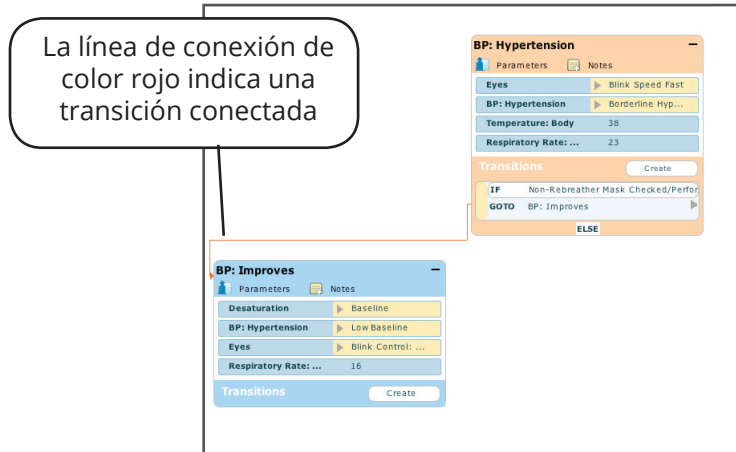 La línea de conexión de
color rojo indica una
transición conectada
BP: Hypertension
Parameters Notes
Eyes Blink Speed Fast
BP: Hypertension Borderline Hyp...
Temperature: Body 38
Respiratory Rate: ... 23
Transitions Create
IF Non-Rebreather Mask Checked/Perfor
GOTO BP: Improves
ELSE
BP: Improves
Parameters Notes
Desaturation Baseline
BP: Hypertension Low Baseline
Eyes Blink Control: ...
Respiratory Rate: ... 16
Transitions Create